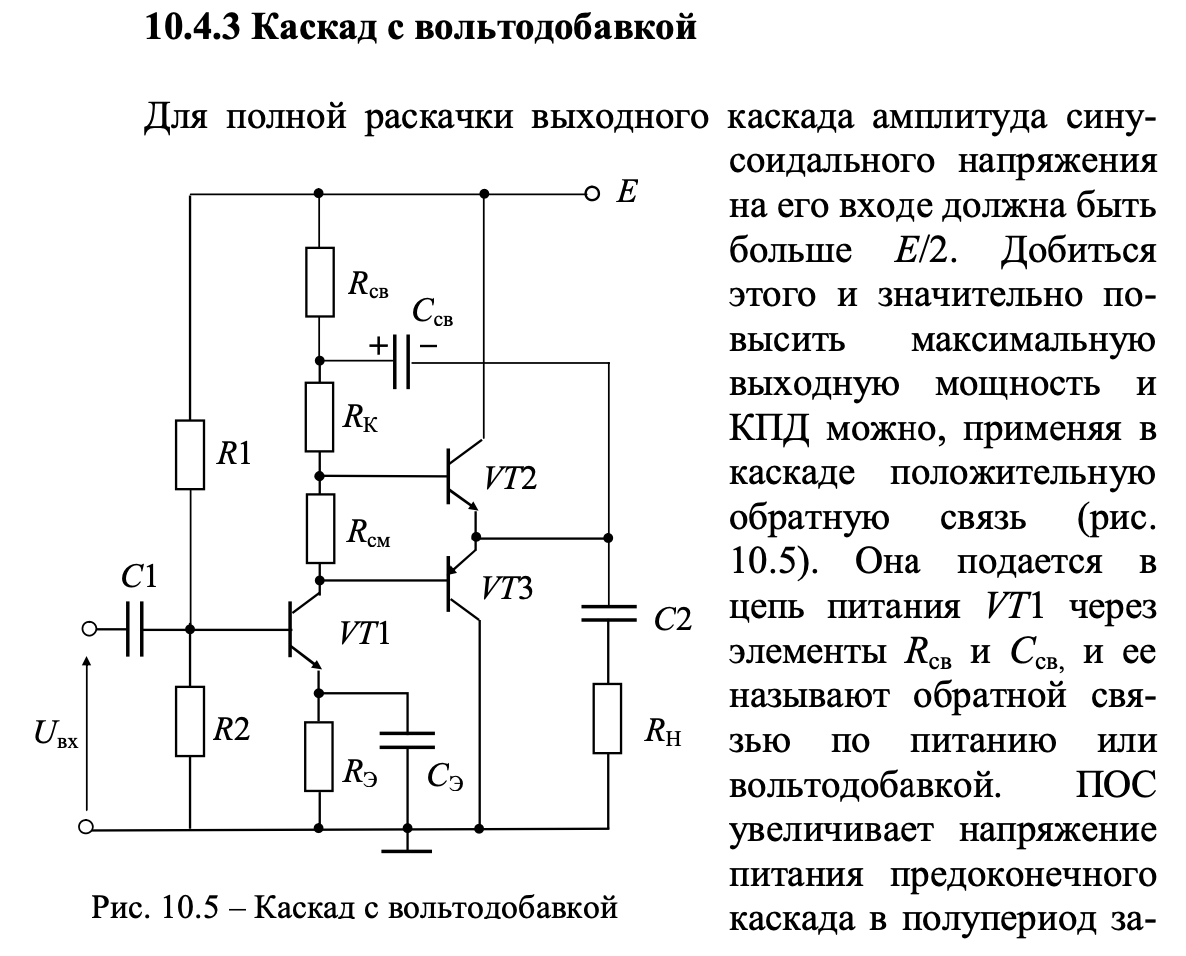 10.4.3 Каскад с вольтодобавкой
Для полной раскачки выходного каскада амплитуда сину-
соидального напряжения
на его входе должна быть
больше E/2. Добиться
этого и значительно по-
высить максимальную
выходную мощность и
КПД можно, применяя в
каскаде положительную
обратную связь (рис.
10.5). Она подается в
цепь питания VT1 через
элементы Rсв и Cсв, и ее
называют обратной свя-
зью по питанию или
вольтодобавкой. ПОС
увеличивает напряжение
питания предоконечного
каскада в полупериод за-
E
Rсв
Cсв
+ −
RК
R1
VT2
Rсм
C1
VT3
VT1
C2
R2
Uвх
RН
RЭ
CЭ
Рис. 10.5 – Каскад с вольтодобавкой